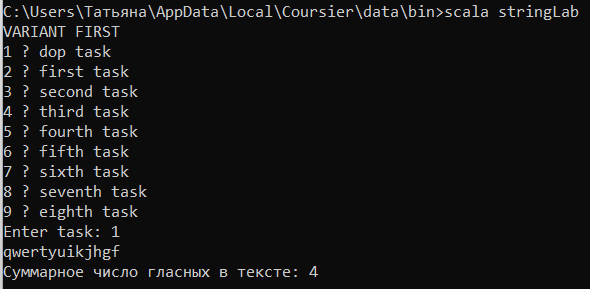 C:\Users\Татьяна\AppData\Local\Coursier\data\bin>scala stringLab
VARIANT FIRST
1 ? dop task
2 ? first task
3 ? second task
4 ? third task
5 ? fourth task
6 ? fifth task
7 ? sixth task
8 ? seventh task
9 ? eighth task
Enter task: 1
qwertyuikjhgf
Суммарное число гласных в тексте: 4